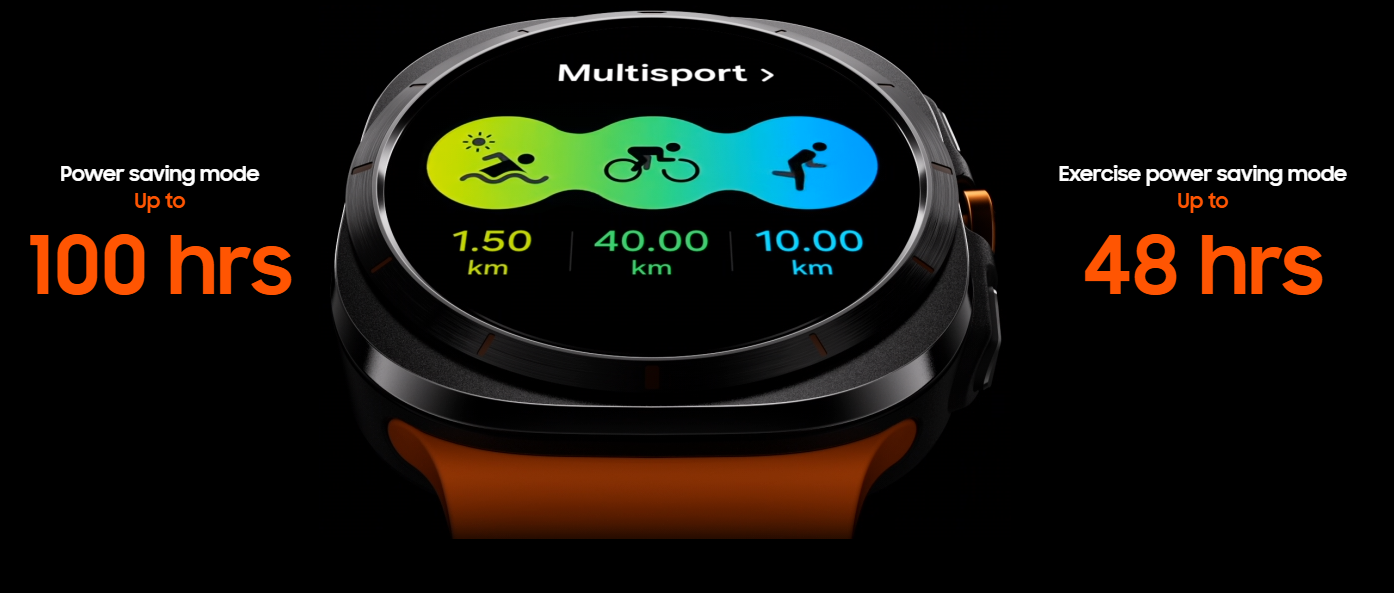 Multisport >
Power saving mode
Up to
100 hrs
1.50
km
40.00
km
10.00
km
Exercise power saving mode
Up to
48 hrs